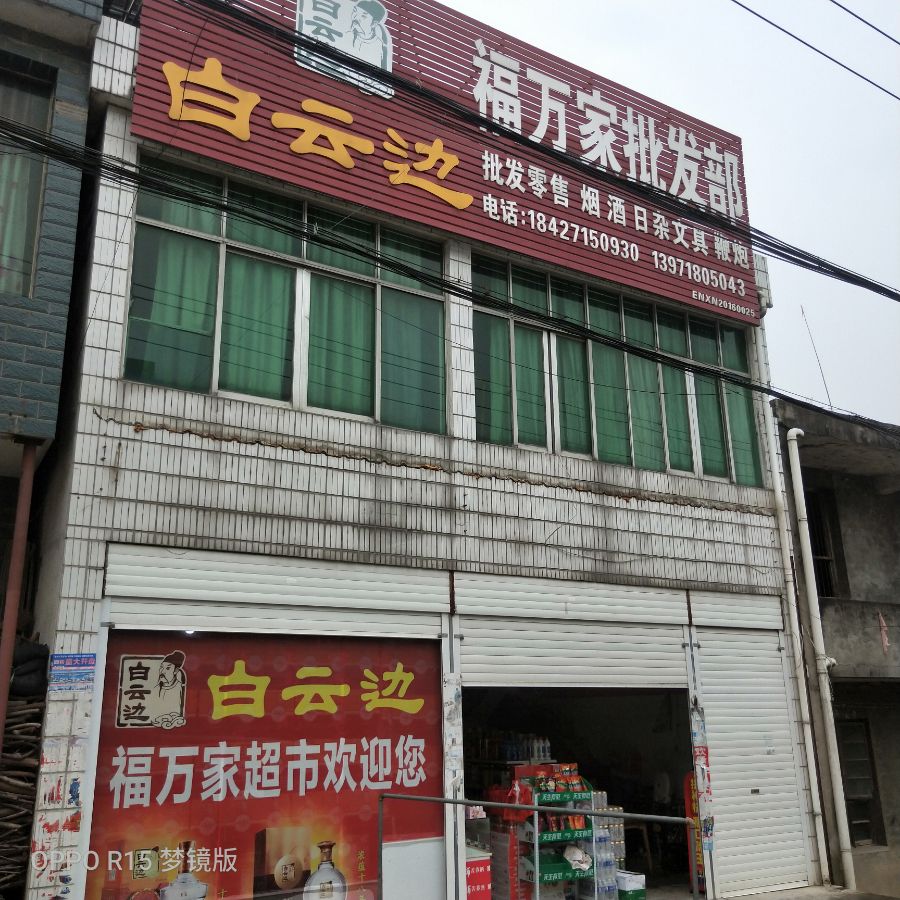 白云边
福万家批发部
白云边
批发零售 烟 酒 日杂文具 鞭炮
电话:18427150930 13971805043
ENXN20160025
白云边
白云边
福万家超市欢迎您
OPPO R15 梦镜版